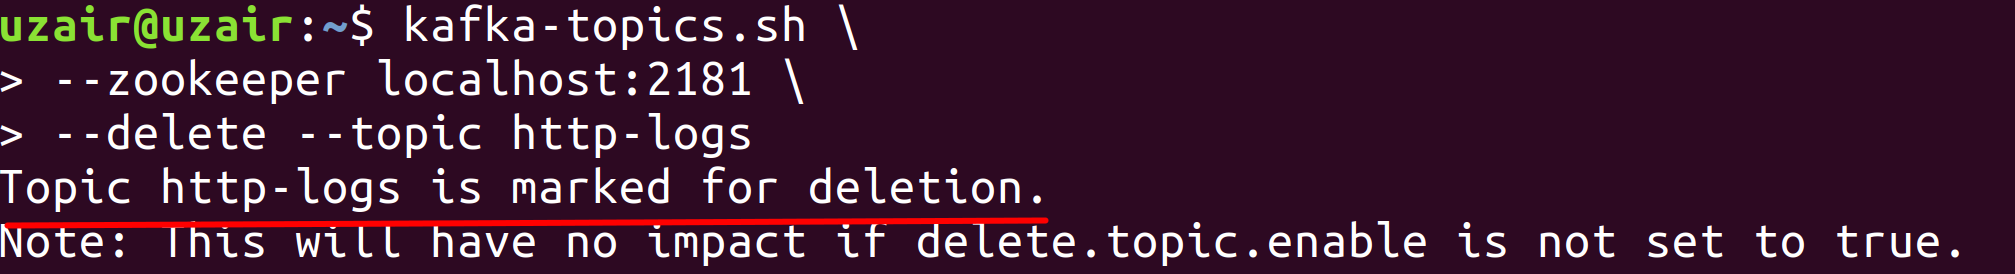 uzair@uzair:~$ kafka-topics.sh \
> --zookeeper localhost:2181 \
> --delete --topic http-logs
Topic http-logs is marked for deletion.
Note: This will have no impact if delete.topic.enable is not set to true.